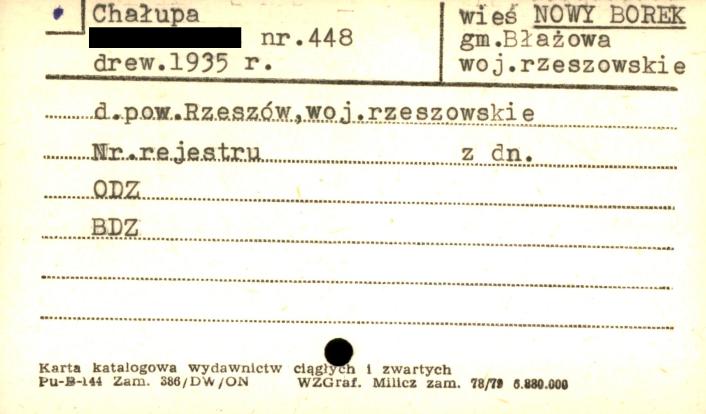 Chałupa
nr.448
drew.1935 r.
wieś NOWY BOREK
gm.Błażowa
woj.rzeszowskie
d.pow.Rzeszów,woj.rzeszowskie
Nr.rejestru z dn.
ODZ
BDZ
Karta katalogowa wydawnictw ciągłych i zwartych
Pu-B-144 Zam. 386/DW/ON WZGraf. Milicz zam. 78/79 6.880.000